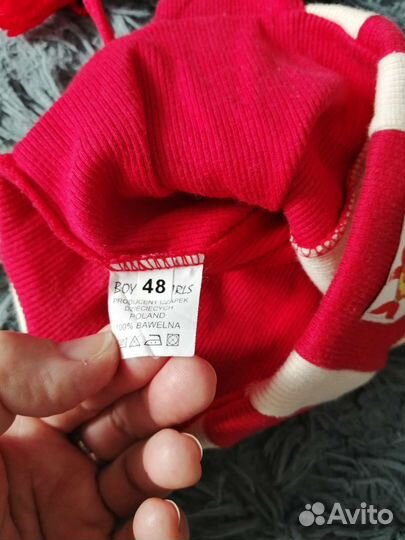 BOY 48 IRLS
PRODUCENT CZAPEK
DZIECIĘCYCH
POLAND
100% BAWEŁNA
Avito